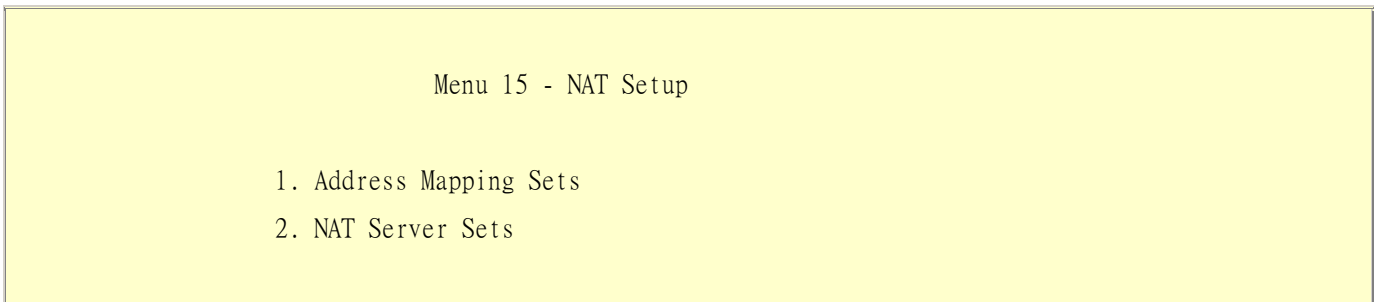 Menu 15 - NAT Setup
1. Address Mapping Sets
2. NAT Server Sets